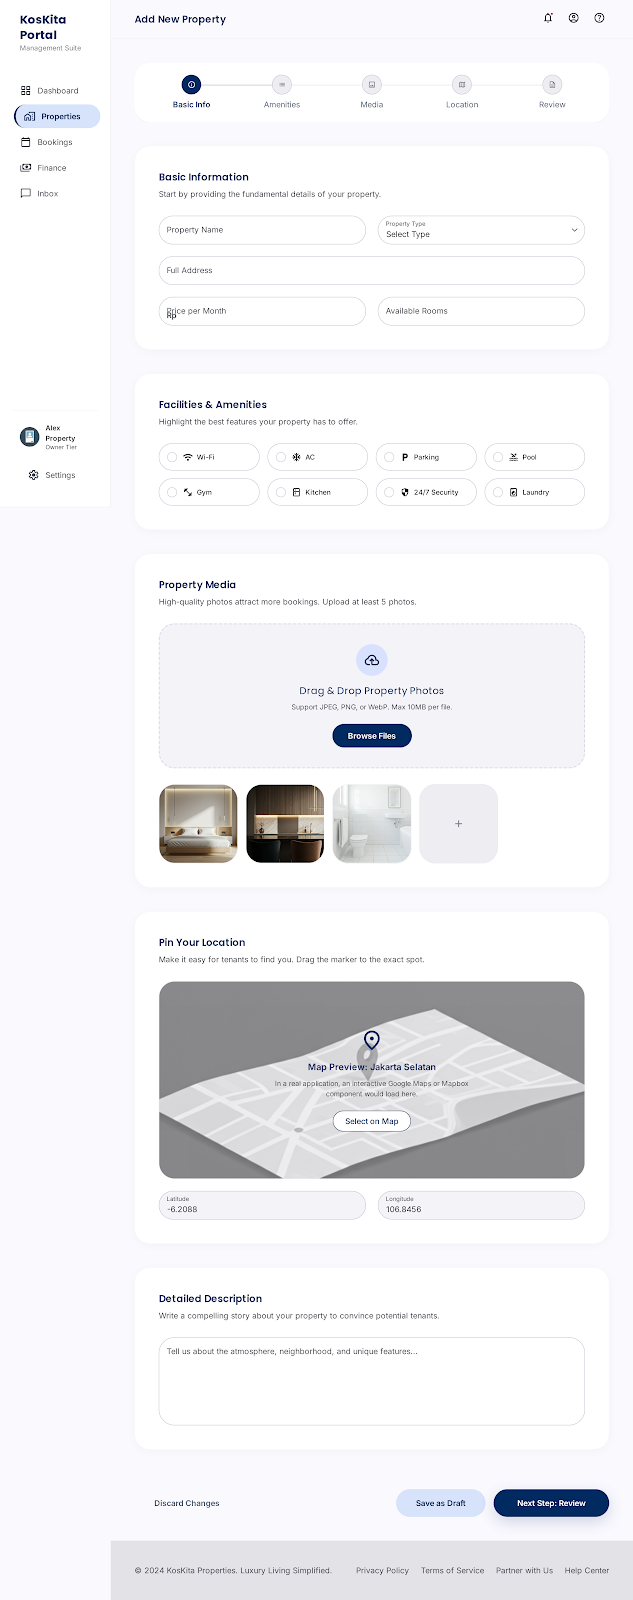 KosKita
Portal
Management Suite
Dashboard
Properties
Bookings
Finance
Inbox
Alex
Property
Owner Tier
Settings
Add New Property
Basic Info
Amenities
Media
Location
Review
Basic Information
Start by providing the fundamental details of your property.
Property Name
Property Type
Select Type
Full Address
Price per Month
Rp
Available Rooms
Facilities & Amenities
Highlight the best features your property has to offer.
Wi-Fi
AC
Parking
Pool
Gym
Kitchen
24/7 Security
Laundry
Property Media
High-quality photos attract more bookings. Upload at least 5 photos.
Drag & Drop Property Photos
Support JPEG, PNG, or WebP. Max 10MB per file.
Browse Files
Pin Your Location
Make it easy for tenants to find you. Drag the marker to the exact spot.
Map Preview: Jakarta Selatan
In a real application, an interactive Google Maps or Mapbox
component would load here.
Select on Map
Latitude
-6.2088
Longitude
106.8456
Detailed Description
Write a compelling story about your property to convince potential tenants.
Tell us about the atmosphere, neighborhood, and unique features...
Discard Changes
Save as Draft
Next Step: Review
© 2024 KosKita Properties. Luxury Living Simplified.
Privacy Policy
Terms of Service
Partner with Us
Help Center